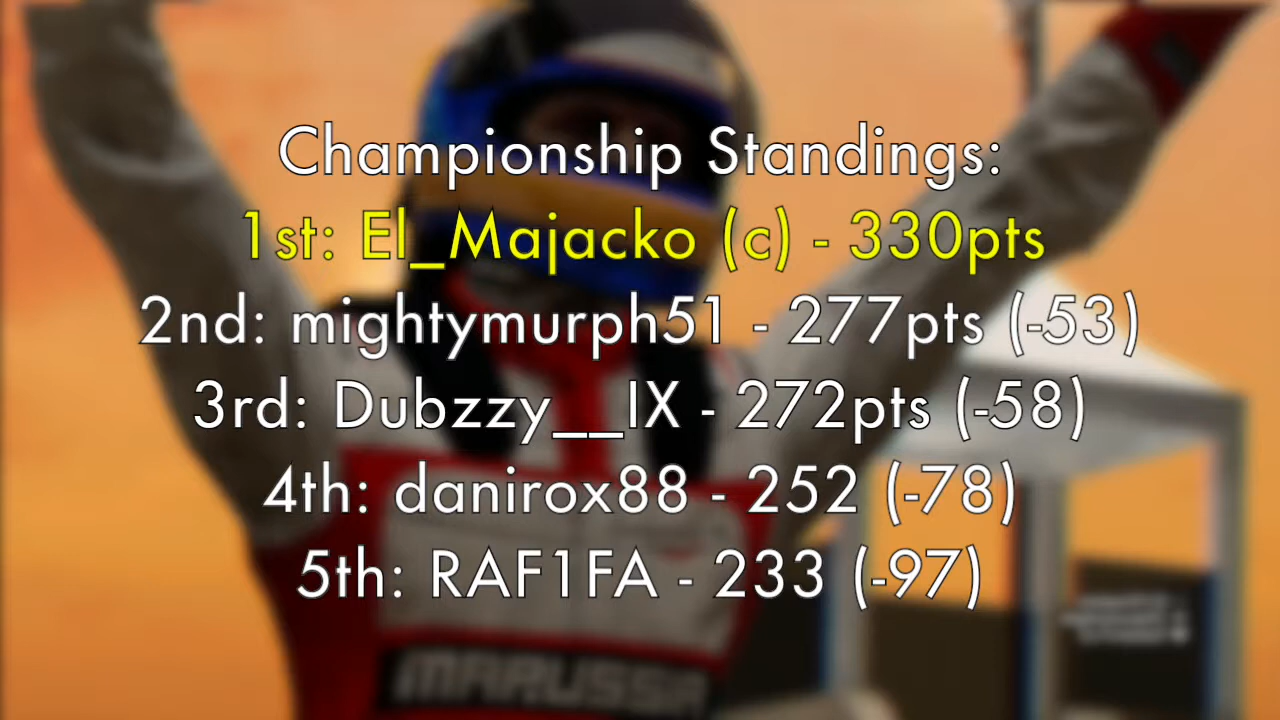 Championship Standings:
1st: El_Majacko (c) - 330pts
2nd: mightymurph51 - 277pts (-53)
3rd: Dubzzy__IX - 272pts (-58)
4th: danirox88 - 252 (-78)
5th: RAF1FA - 233 (-97)
MARUSSIA